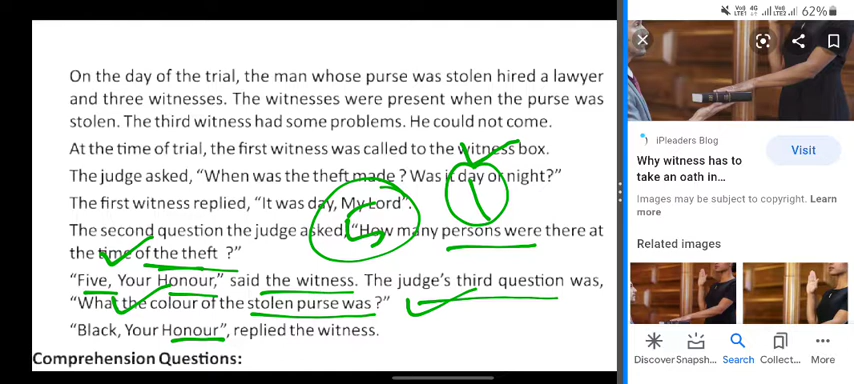 On the day of the trial, the man whose purse was stolen hired a lawyer
and three witnesses. The witnesses were present when the purse was
stolen. The third witness had some problems. He could not come.
At the time of trial, the first witness was called to the witness box.
The judge asked, “When was the theft made ? Was it day or night?”
The first witness replied, “It was day, My Lord”.
The second question the judge asked, “How many persons were there at
the time of the theft ?”
“Five, Your Honour,” said the witness. The judge’s third question was,
“What the colour of the stolen purse was ?”
“Black, Your Honour”, replied the witness.
Comprehension Questions:
1
5
VoB LTE1 4G VoB LTE2 62%
iPleaders Blog
Why witness has to
take an oath in...
Visit
Images may be subject to copyright. Learn
more
Related images
Discover Snapsh... Search Collect... More